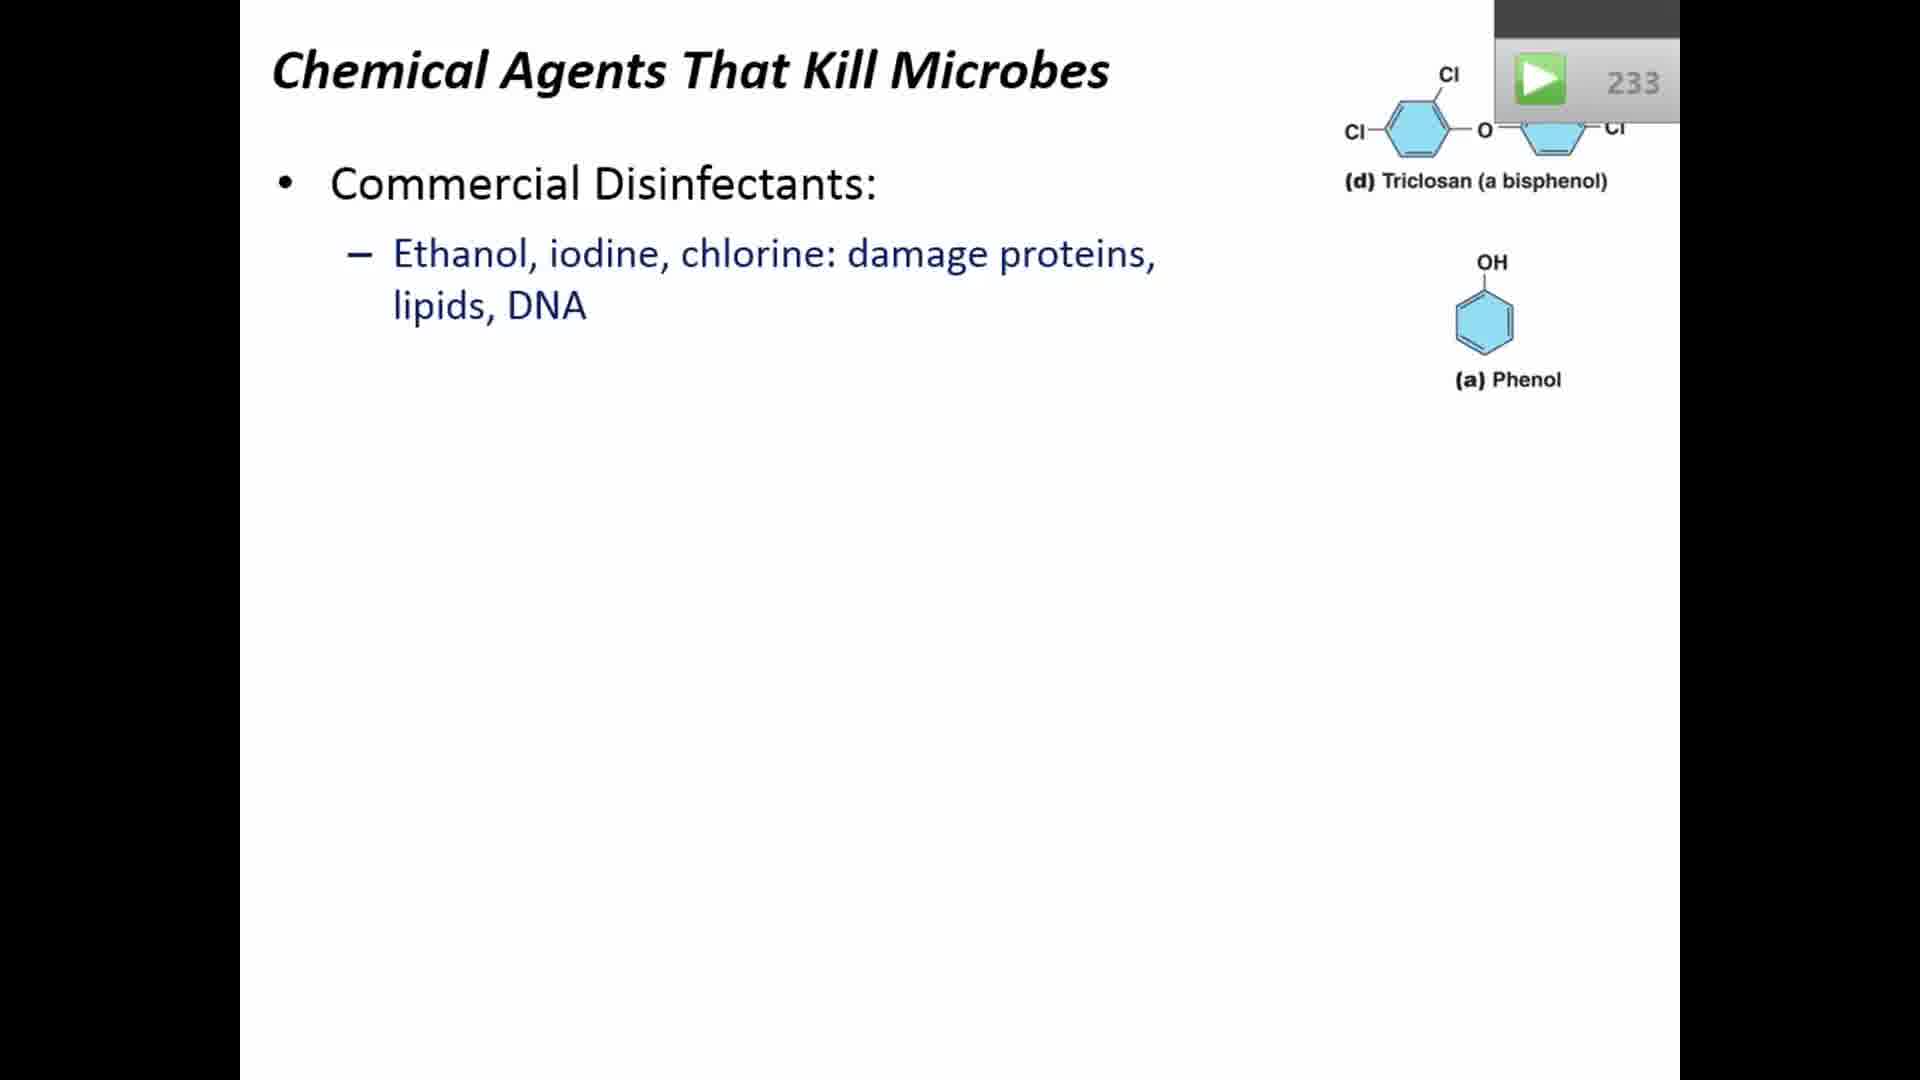 Chemical Agents That Kill Microbes
233
• Commercial Disinfectants:
– Ethanol, iodine, chlorine: damage proteins,
lipids, DNA
Cl
Cl
O
Cl
(d) Triclosan (a bisphenol)
OH
(a) Phenol